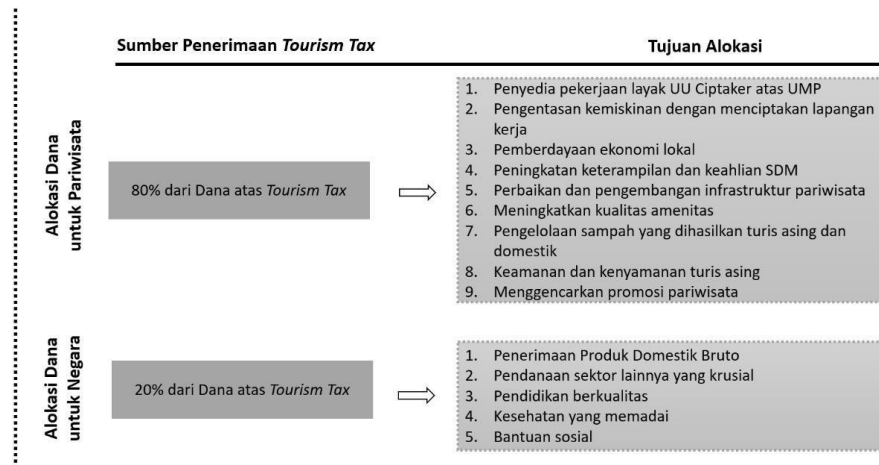 Sumber Penerimaan Tourism Tax
Tujuan Alokasi
Alokasi Dana
untuk Pariwisata
80% dari Dana atas Tourism Tax
1. Penyedia pekerjaan layak UU Ciptaker atas UMP
2. Pengentasan kemiskinan dengan menciptakan lapangan
kerja
3. Pemberdayaan ekonomi lokal
4. Peningkatan keterampilan dan keahlian SDM
5. Perbaikan dan pengembangan infrastruktur pariwisata
6. Meningkatkan kualitas amenitas
7. Pengelolaan sampah yang dihasilkan turis asing dan
domestik
8. Keamanan dan kenyamanan turis asing
9. Menggencarkan promosi pariwisata
Alokasi Dana
untuk Negara
20% dari Dana atas Tourism Tax
1. Penerimaan Produk Domestik Bruto
2. Pendanaan sektor lainnya yang krusial
3. Pendidikan berkualitas
4. Kesehatan yang memadai
5. Bantuan sosial